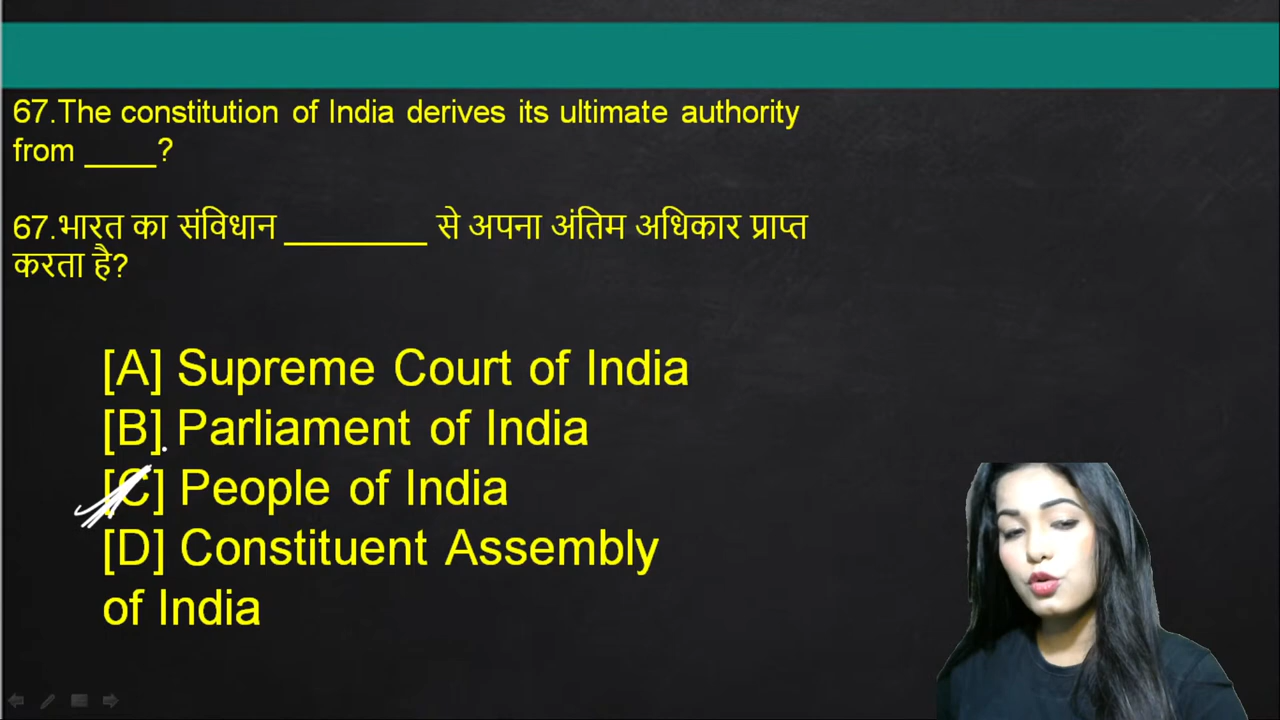 67.The constitution of India derives its ultimate authority
from ____?
67.भारत का संविधान ________ से अपना अंतिम अधिकार प्राप्त
करता है?
[A] Supreme Court of India
[B] Parliament of India
[C] People of India
[D] Constituent Assembly
of India